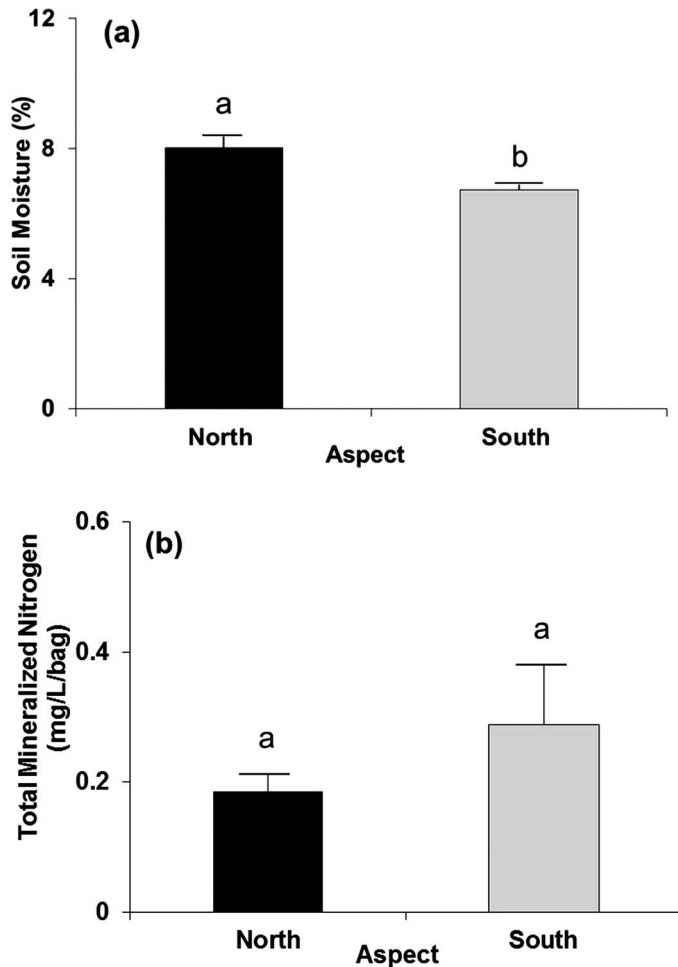 (a)
Soil Moisture (%)
12
8
4
0
a
b
North
South
Aspect
(b)
Total Mineralized Nitrogen
(mg/L/bag)
0.6
0.4
0.2
0
a
a
North
South
Aspect